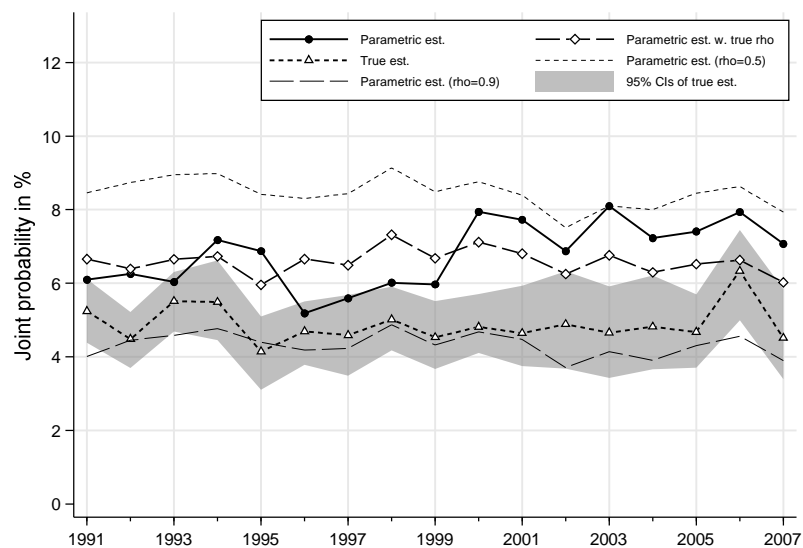 Parametric est.
Parametric est. w. true rho
True est.
Parametric est. (rho=0.5)
Parametric est. (rho=0.9)
95% CIs of true est.
Joint probability in %
12
10
8
6
4
2
0
1991 1993 1995 1997 1999 2001 2003 2005 2007